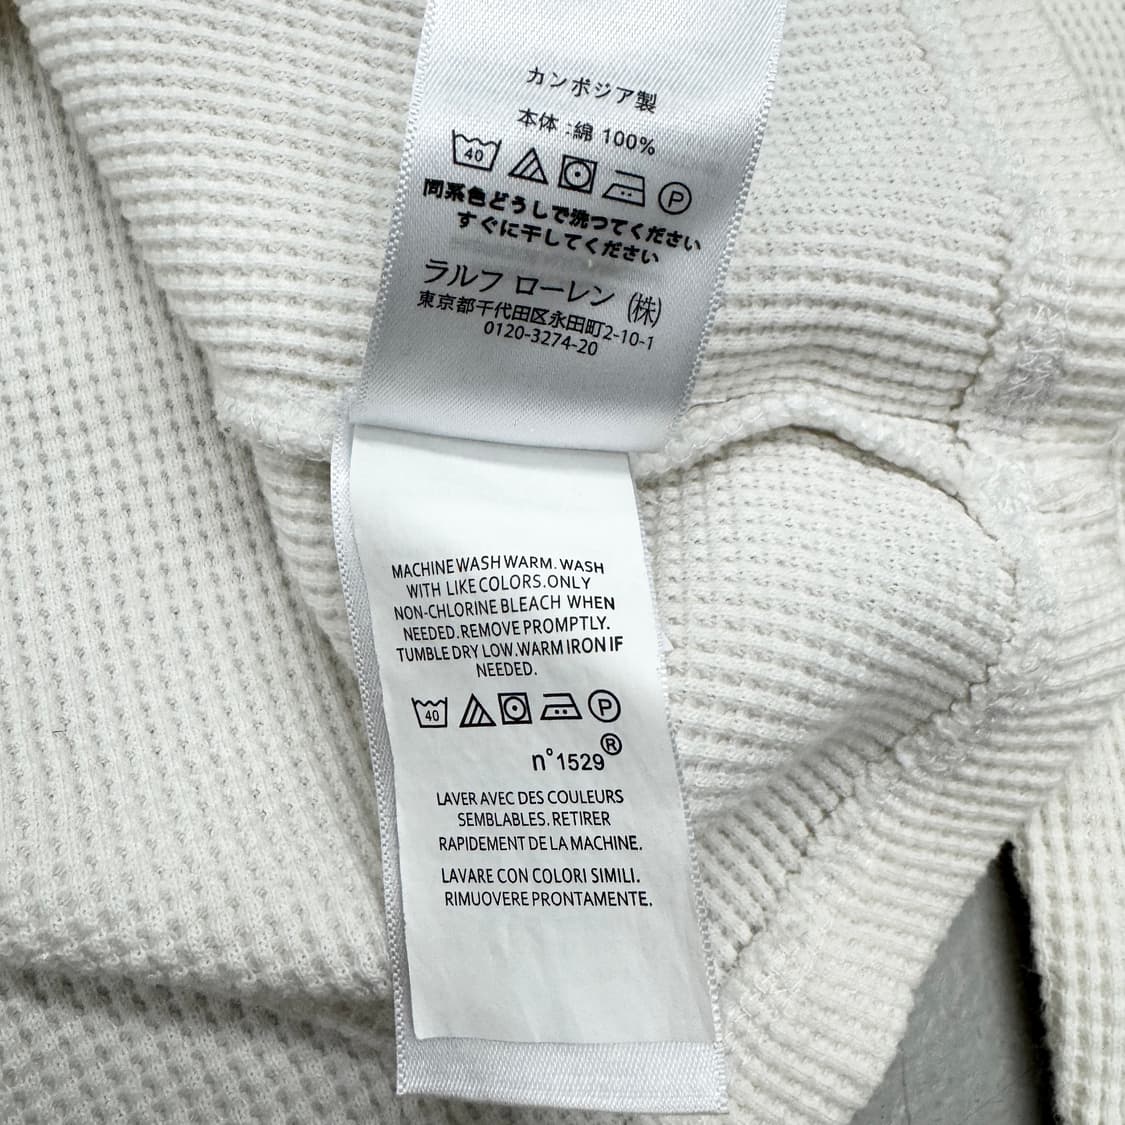 カンボジア製
本体:綿 100%
40 P
同系色どうしで洗つてください
すぐに干してください
ラルフ ローレン (株)
東京都千代田区永田町2-10-1
0120-3274-20
MACHINE WASH WARM. WASH
WITH LIKE COLORS.ONLY
NON-CHLORINE BLEACH WHEN
NEEDED.REMOVE PROMPTLY.
TUMBLE DRY LOW.WARM IRON IF
NEEDED.
40 P
n°1529®
LAVER AVEC DES COULEURS
SEMBLABLES. RETIRER
RAPIDEMENT DE LA MACHINE.
LAVARE CON COLORI SIMILI.
RIMUOVERE PRONTAMENTE.